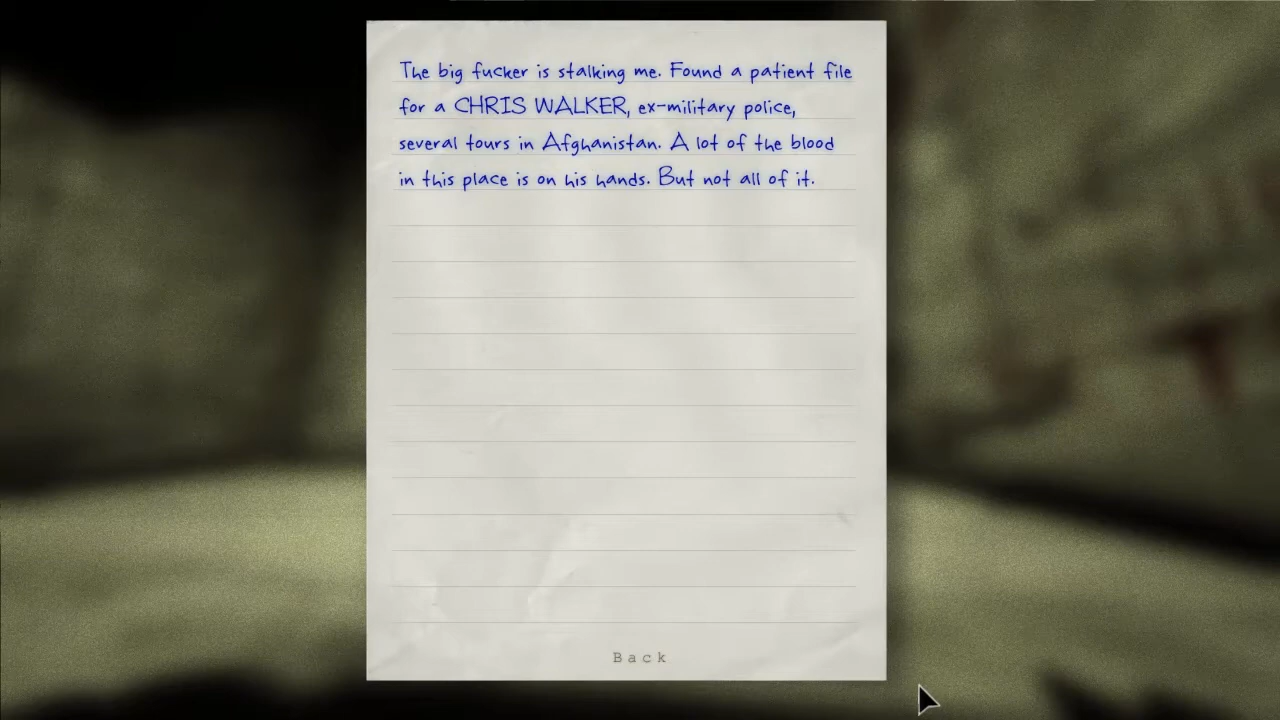 The big fucker is stalking me. Found a patient file
for a CHRIS WALKER, ex-military police,
several tours in Afghanistan. A lot of the blood
in this place is on his hands. But not all of it.
Back